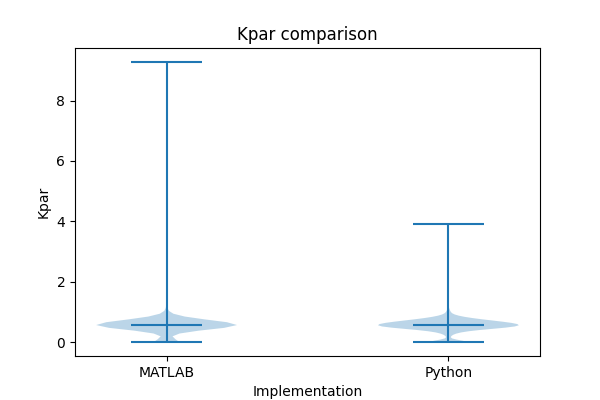 Kpar comparison
8
6
4
2
0
Kpar
MATLAB
Python
Implementation